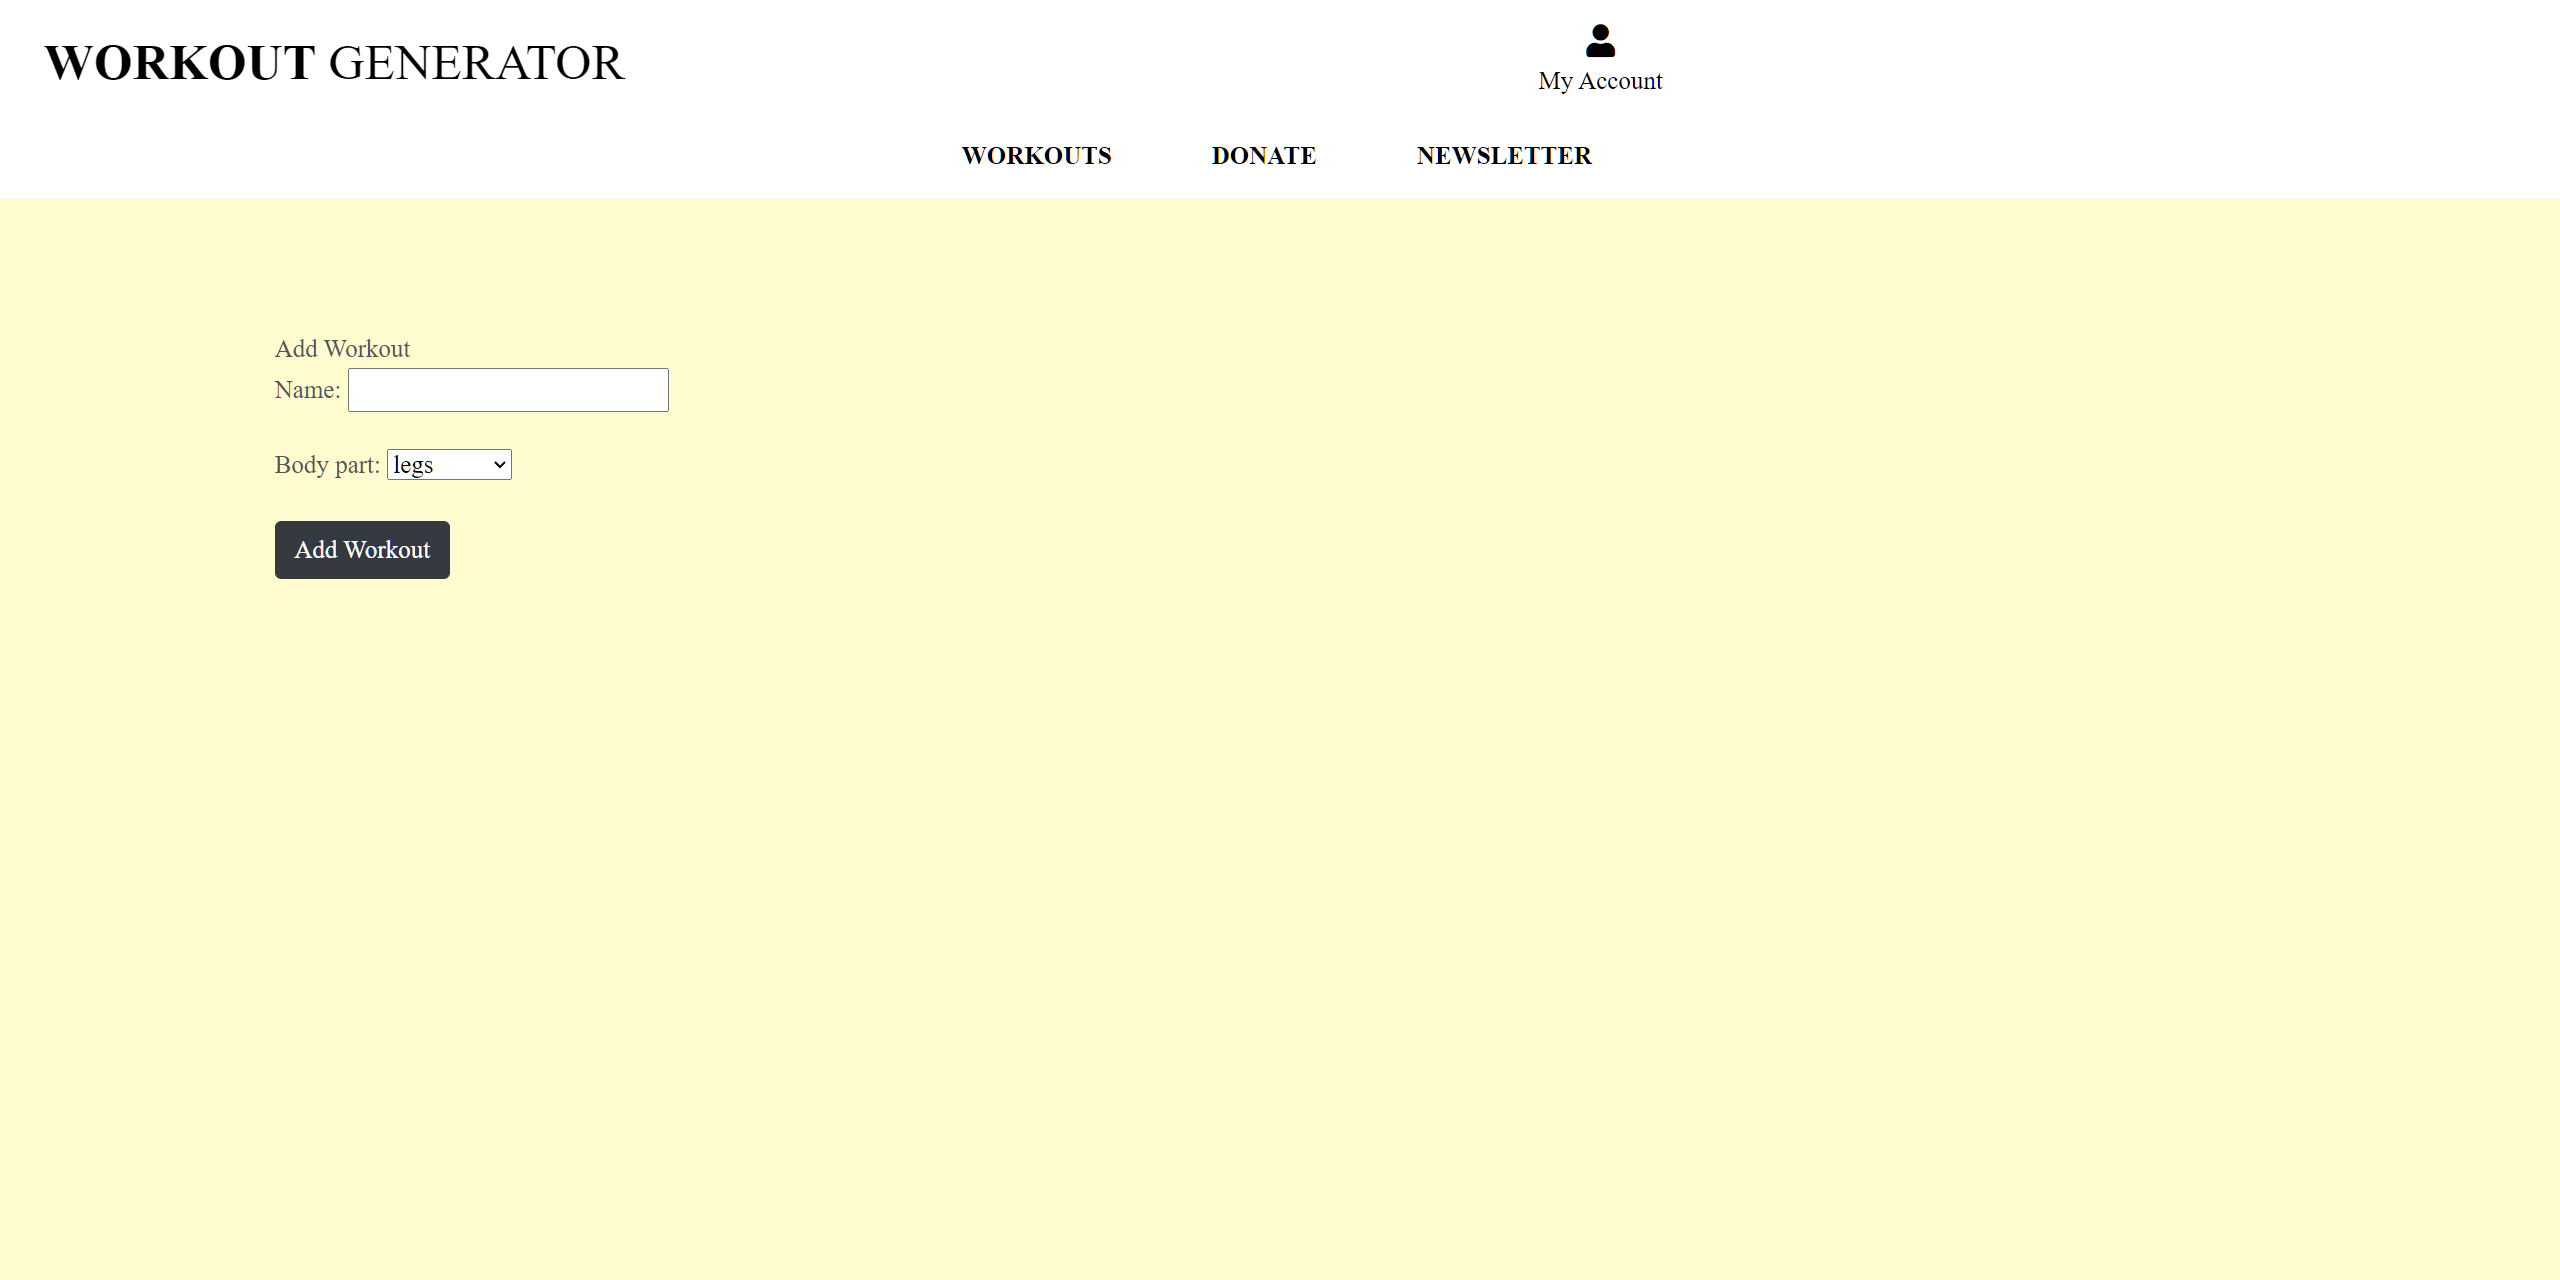 WORKOUT GENERATOR
My Account
WORKOUTS DONATE NEWSLETTER
Add Workout
Name:
Body part: legs
Add Workout